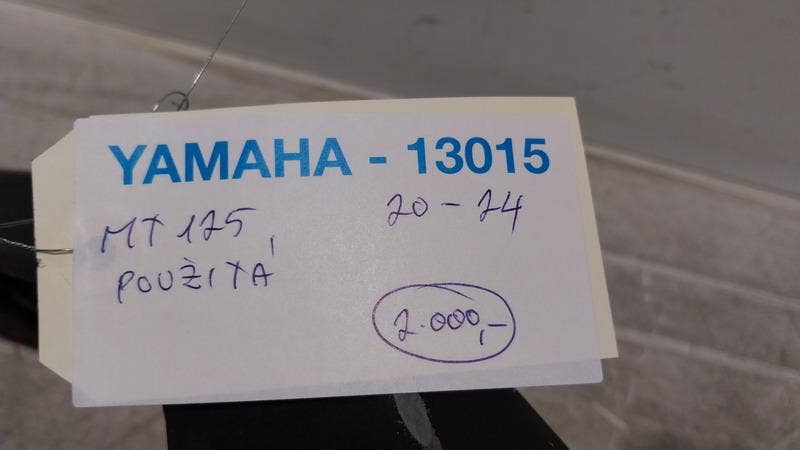 YAMAHA - 13015
MT 125 20-24
POUŽITÁ
2.000,-